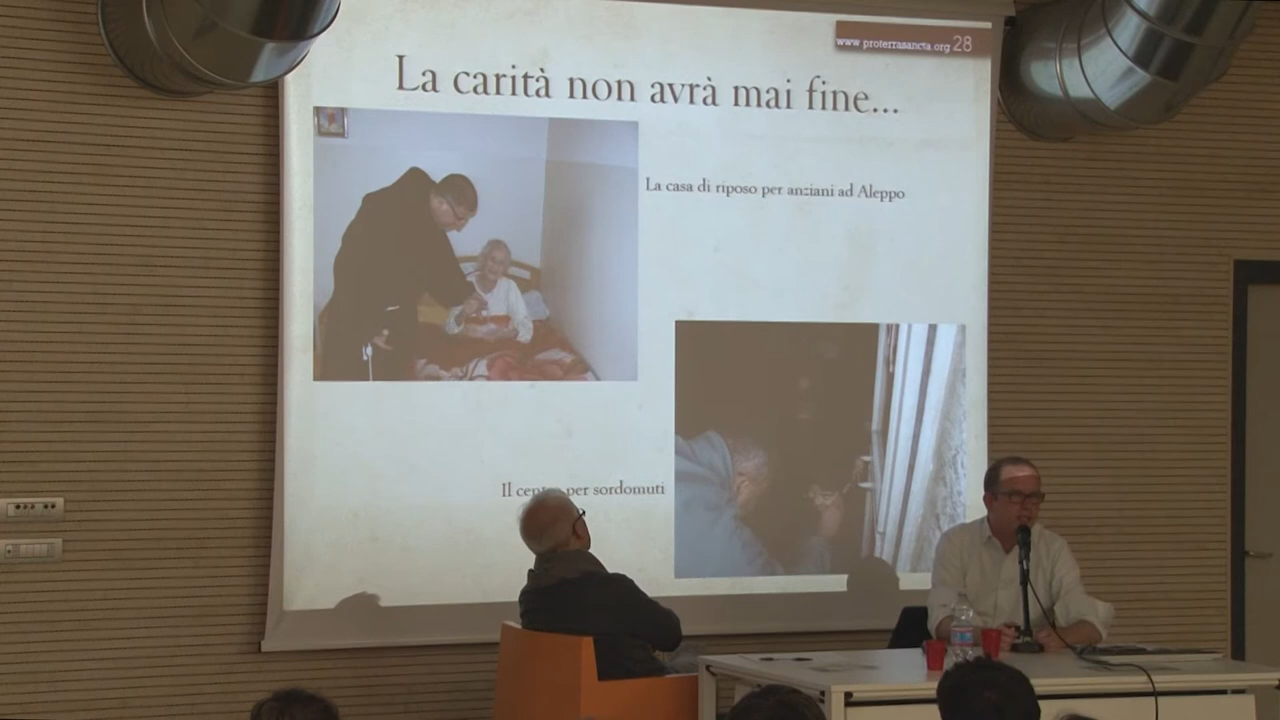 www.proterrasancta.org 28
La carità non avrà mai fine...
La casa di riposo per anziani ad Aleppo
Il per sordomuti